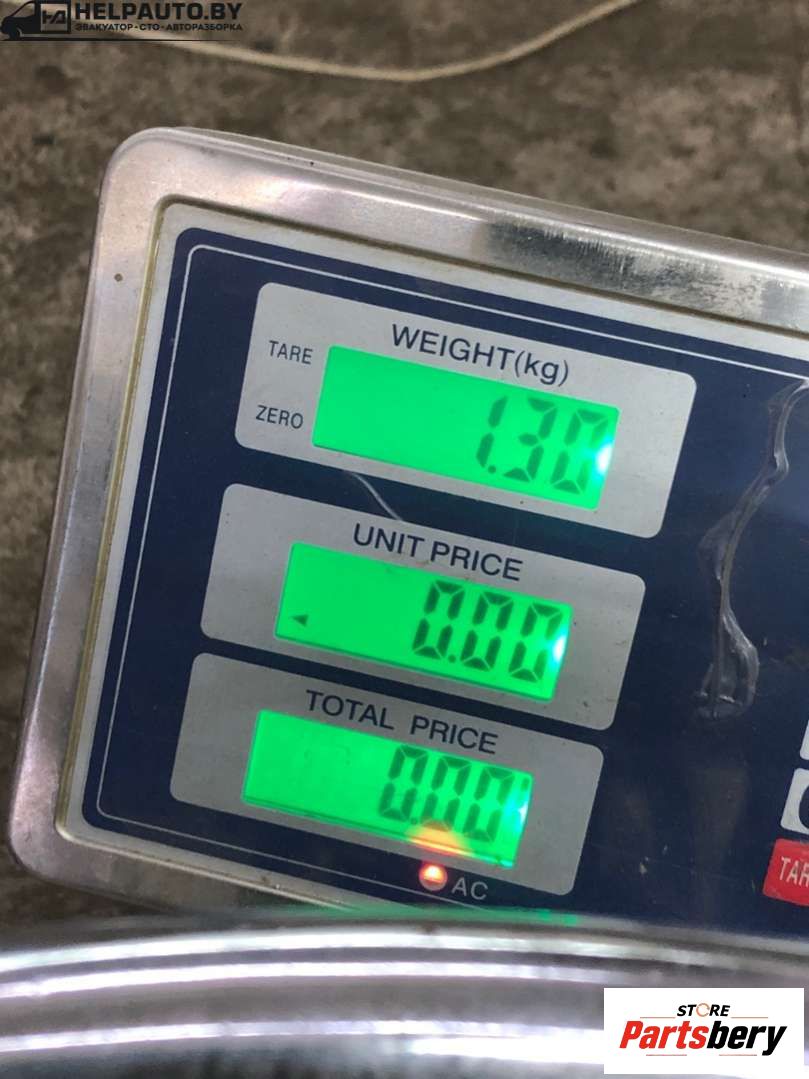 HELPAUTO.BY
ЭВАКУАТОР-СТО-АВТОРАЗБОРКА
WEIGHT(kg)
TARE
ZERO
1.30
UNIT PRICE
0.00
TOTAL PRICE
0.00
AC
STORE
Partsbery